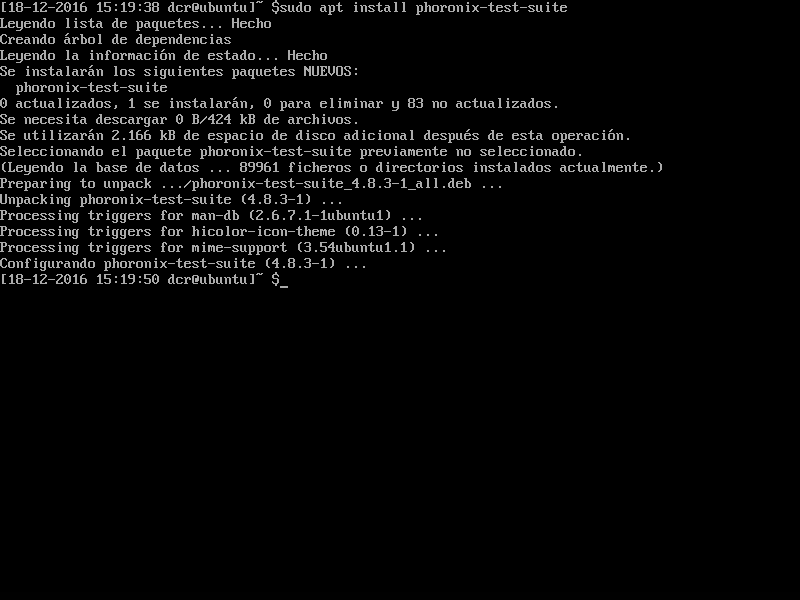 [18-12-2016 15:19:38 dcr@ubuntu]~ $sudo apt install phoronix-test-suite
Leyendo lista de paquetes... Hecho
Creando árbol de dependencias
Leyendo la información de estado... Hecho
Se instalarán los siguientes paquetes NUEVOS:
  phoronix-test-suite
0 actualizados, 1 se instalarán, 0 para eliminar y 83 no actualizados.
Se necesita descargar 0 B/424 kB de archivos.
Se utilizarán 2.166 kB de espacio de disco adicional después de esta operación.
Seleccionando el paquete phoronix-test-suite previamente no seleccionado.
(Leyendo la base de datos ... 89961 ficheros o directorios instalados actualmente.)
Preparing to unpack .../phoronix-test-suite_4.8.3-1_all.deb ...
Unpacking phoronix-test-suite (4.8.3-1) ...
Processing triggers for man-db (2.6.7.1-1ubuntu1) ...
Processing triggers for hicolor-icon-theme (0.13-1) ...
Processing triggers for mime-support (3.54ubuntu1.1) ...
Configurando phoronix-test-suite (4.8.3-1) ...
[18-12-2016 15:19:50 dcr@ubuntu]~ $_